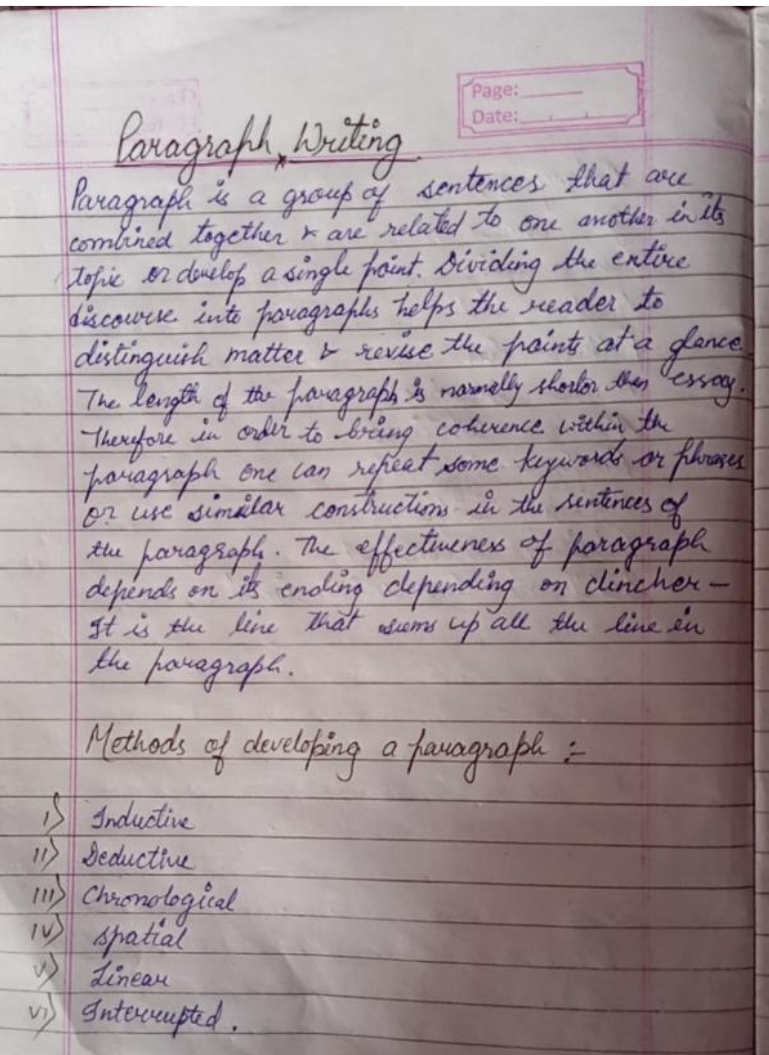 Page:
Date:
Paragraph Writing
Paragraph is a group of sentences that are
combined together & are related to one another in its
topic or develop a single point. Dividing the entire
discourse into paragraphs helps the reader to
distinguish matter & revise the points at a glance.
The length of the paragraph is normally shorter then essay.
Therefore in order to bring coherence within the
paragraph one can repeat some keywords or phrases
or use similar constructions in the sentences of
the paragraph. The effectiveness of paragraph
depends on its ending depending on clincher –
It is the line that sums up all the line in
the paragraph.
Methods of developing a paragraph :-
I) Inductive
II) Deductive
III) Chronological
IV) Spatial
V) Linear
VI) Interrupted.